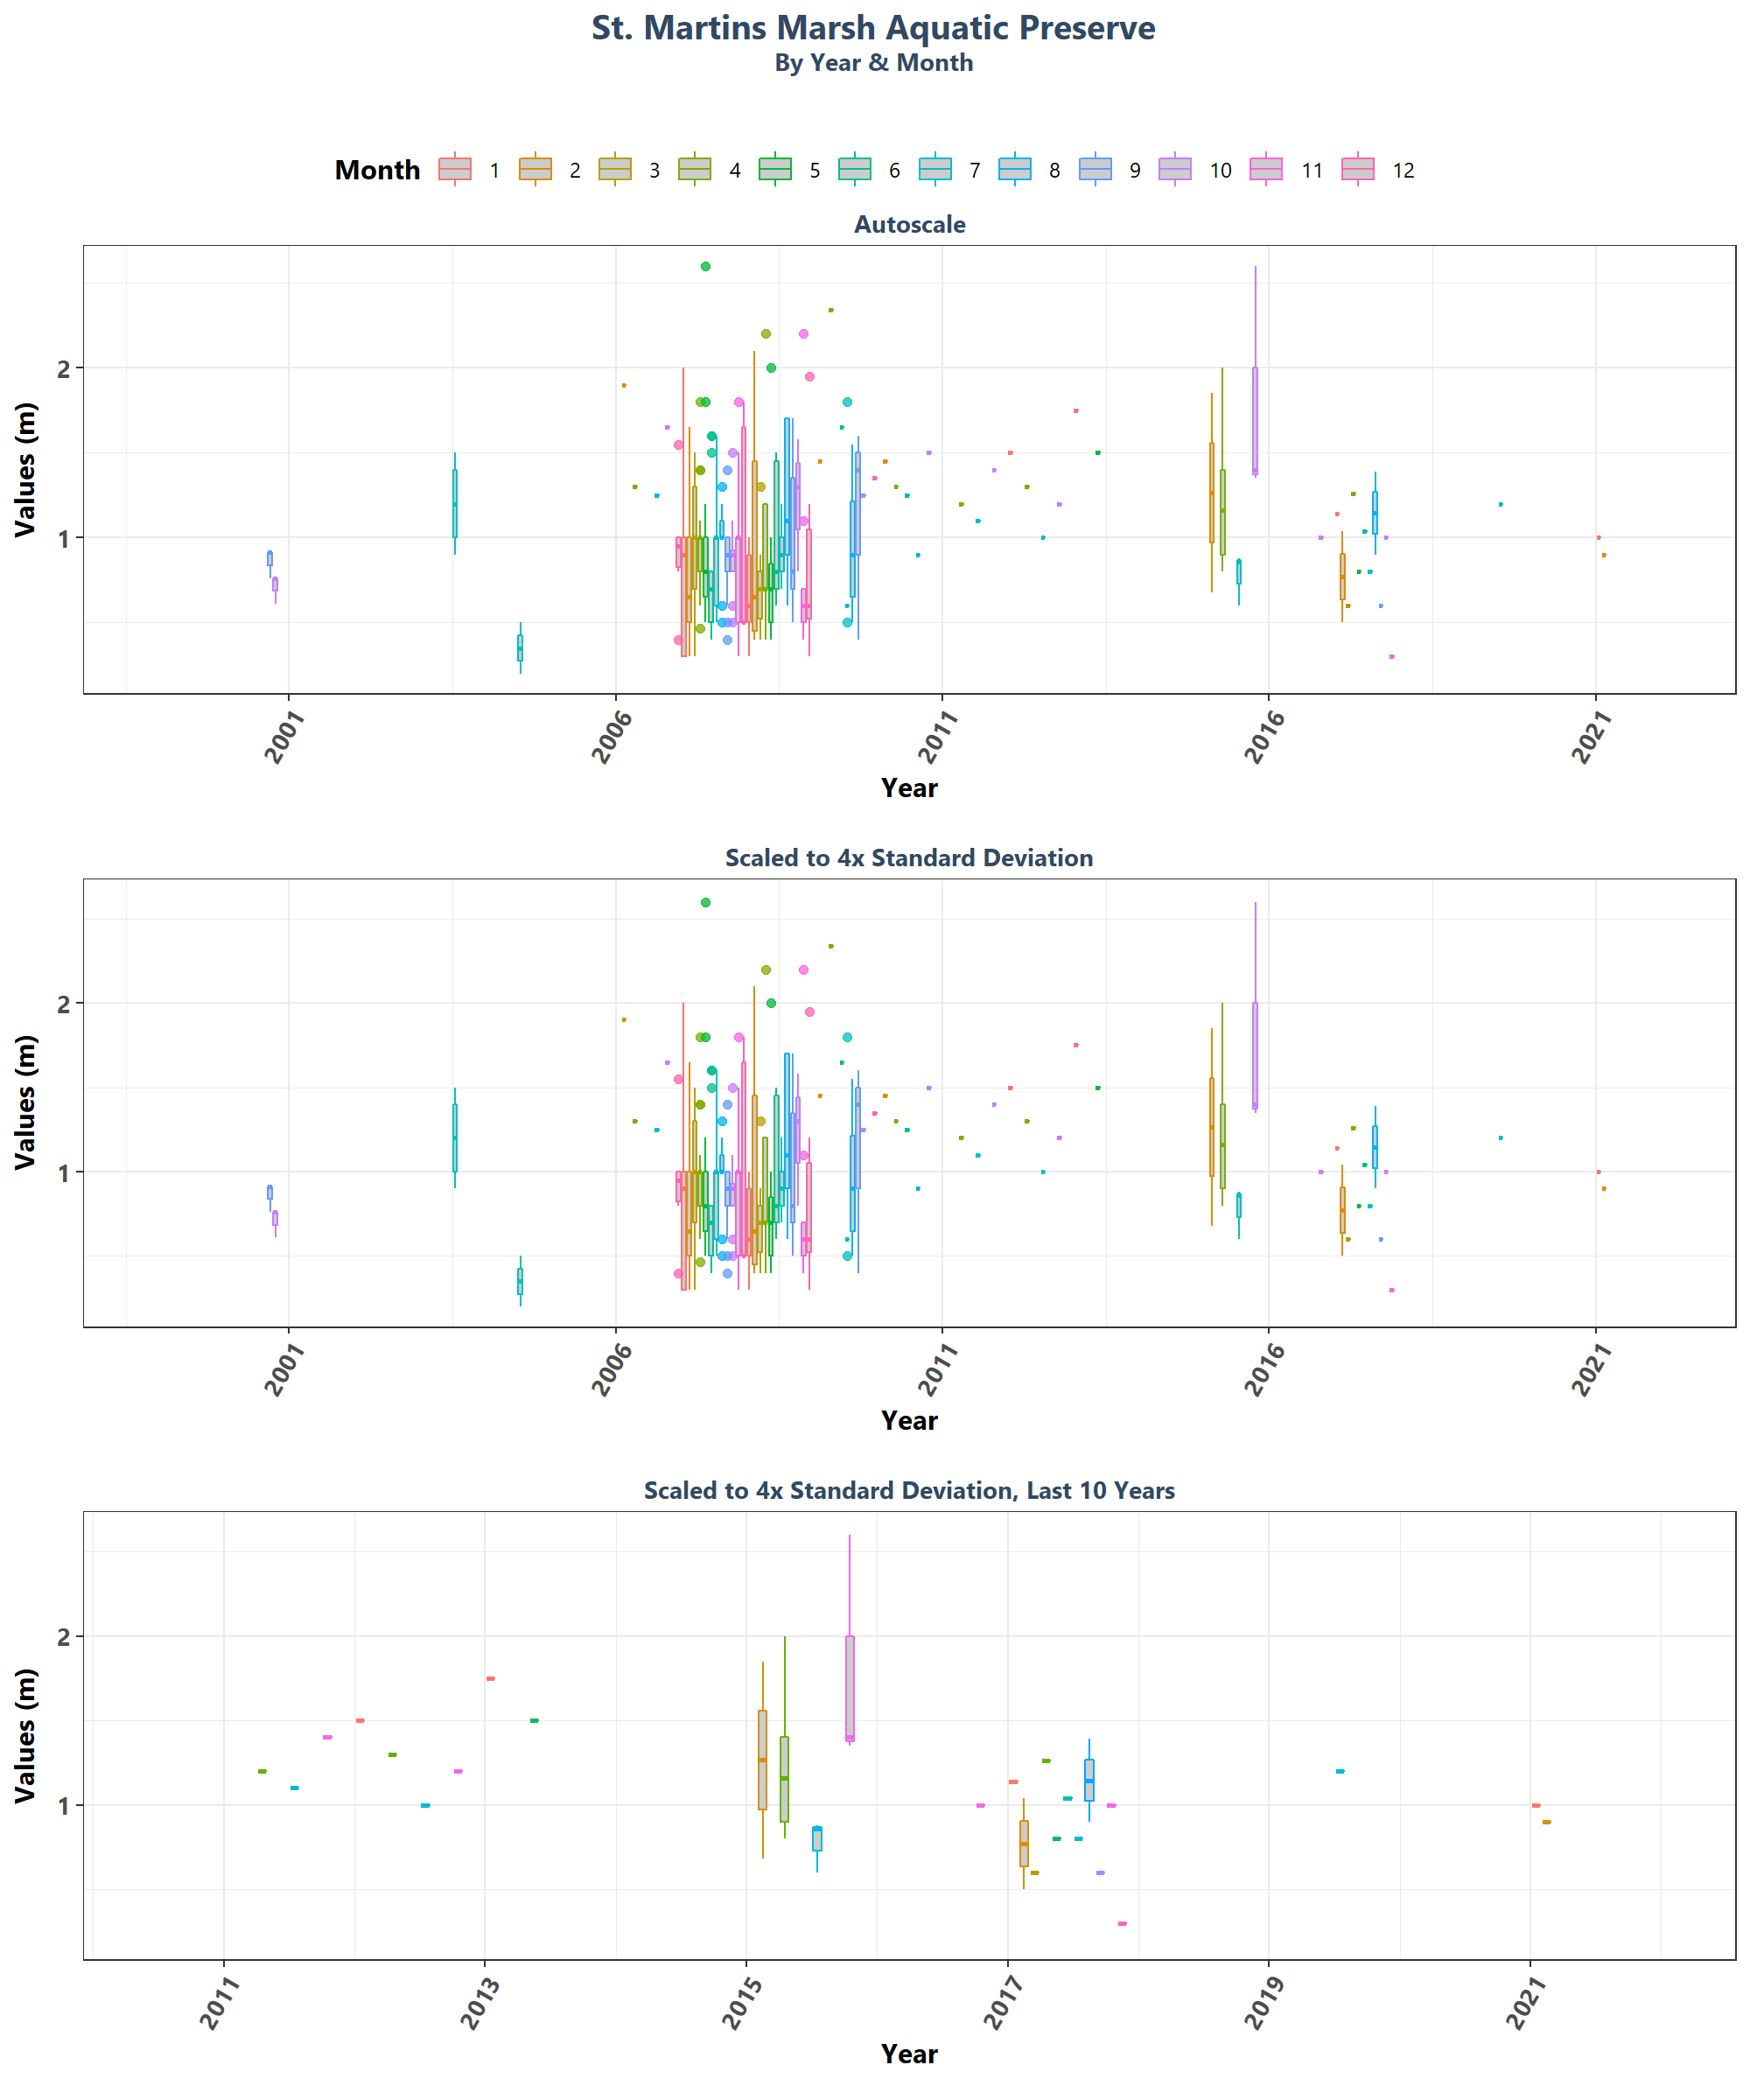 St. Martins Marsh Aquatic Preserve
By Year & Month
Month 1 2 3 4 5 6 7 8 9 10 11 12
Autoscale
Values (m)
2
1
2001 2006 2011 2016 2021
Year
Scaled to 4x Standard Deviation
Values (m)
2
1
2001 2006 2011 2016 2021
Year
Scaled to 4x Standard Deviation, Last 10 Years
Values (m)
2
1
2011 2013 2015 2017 2019 2021
Year